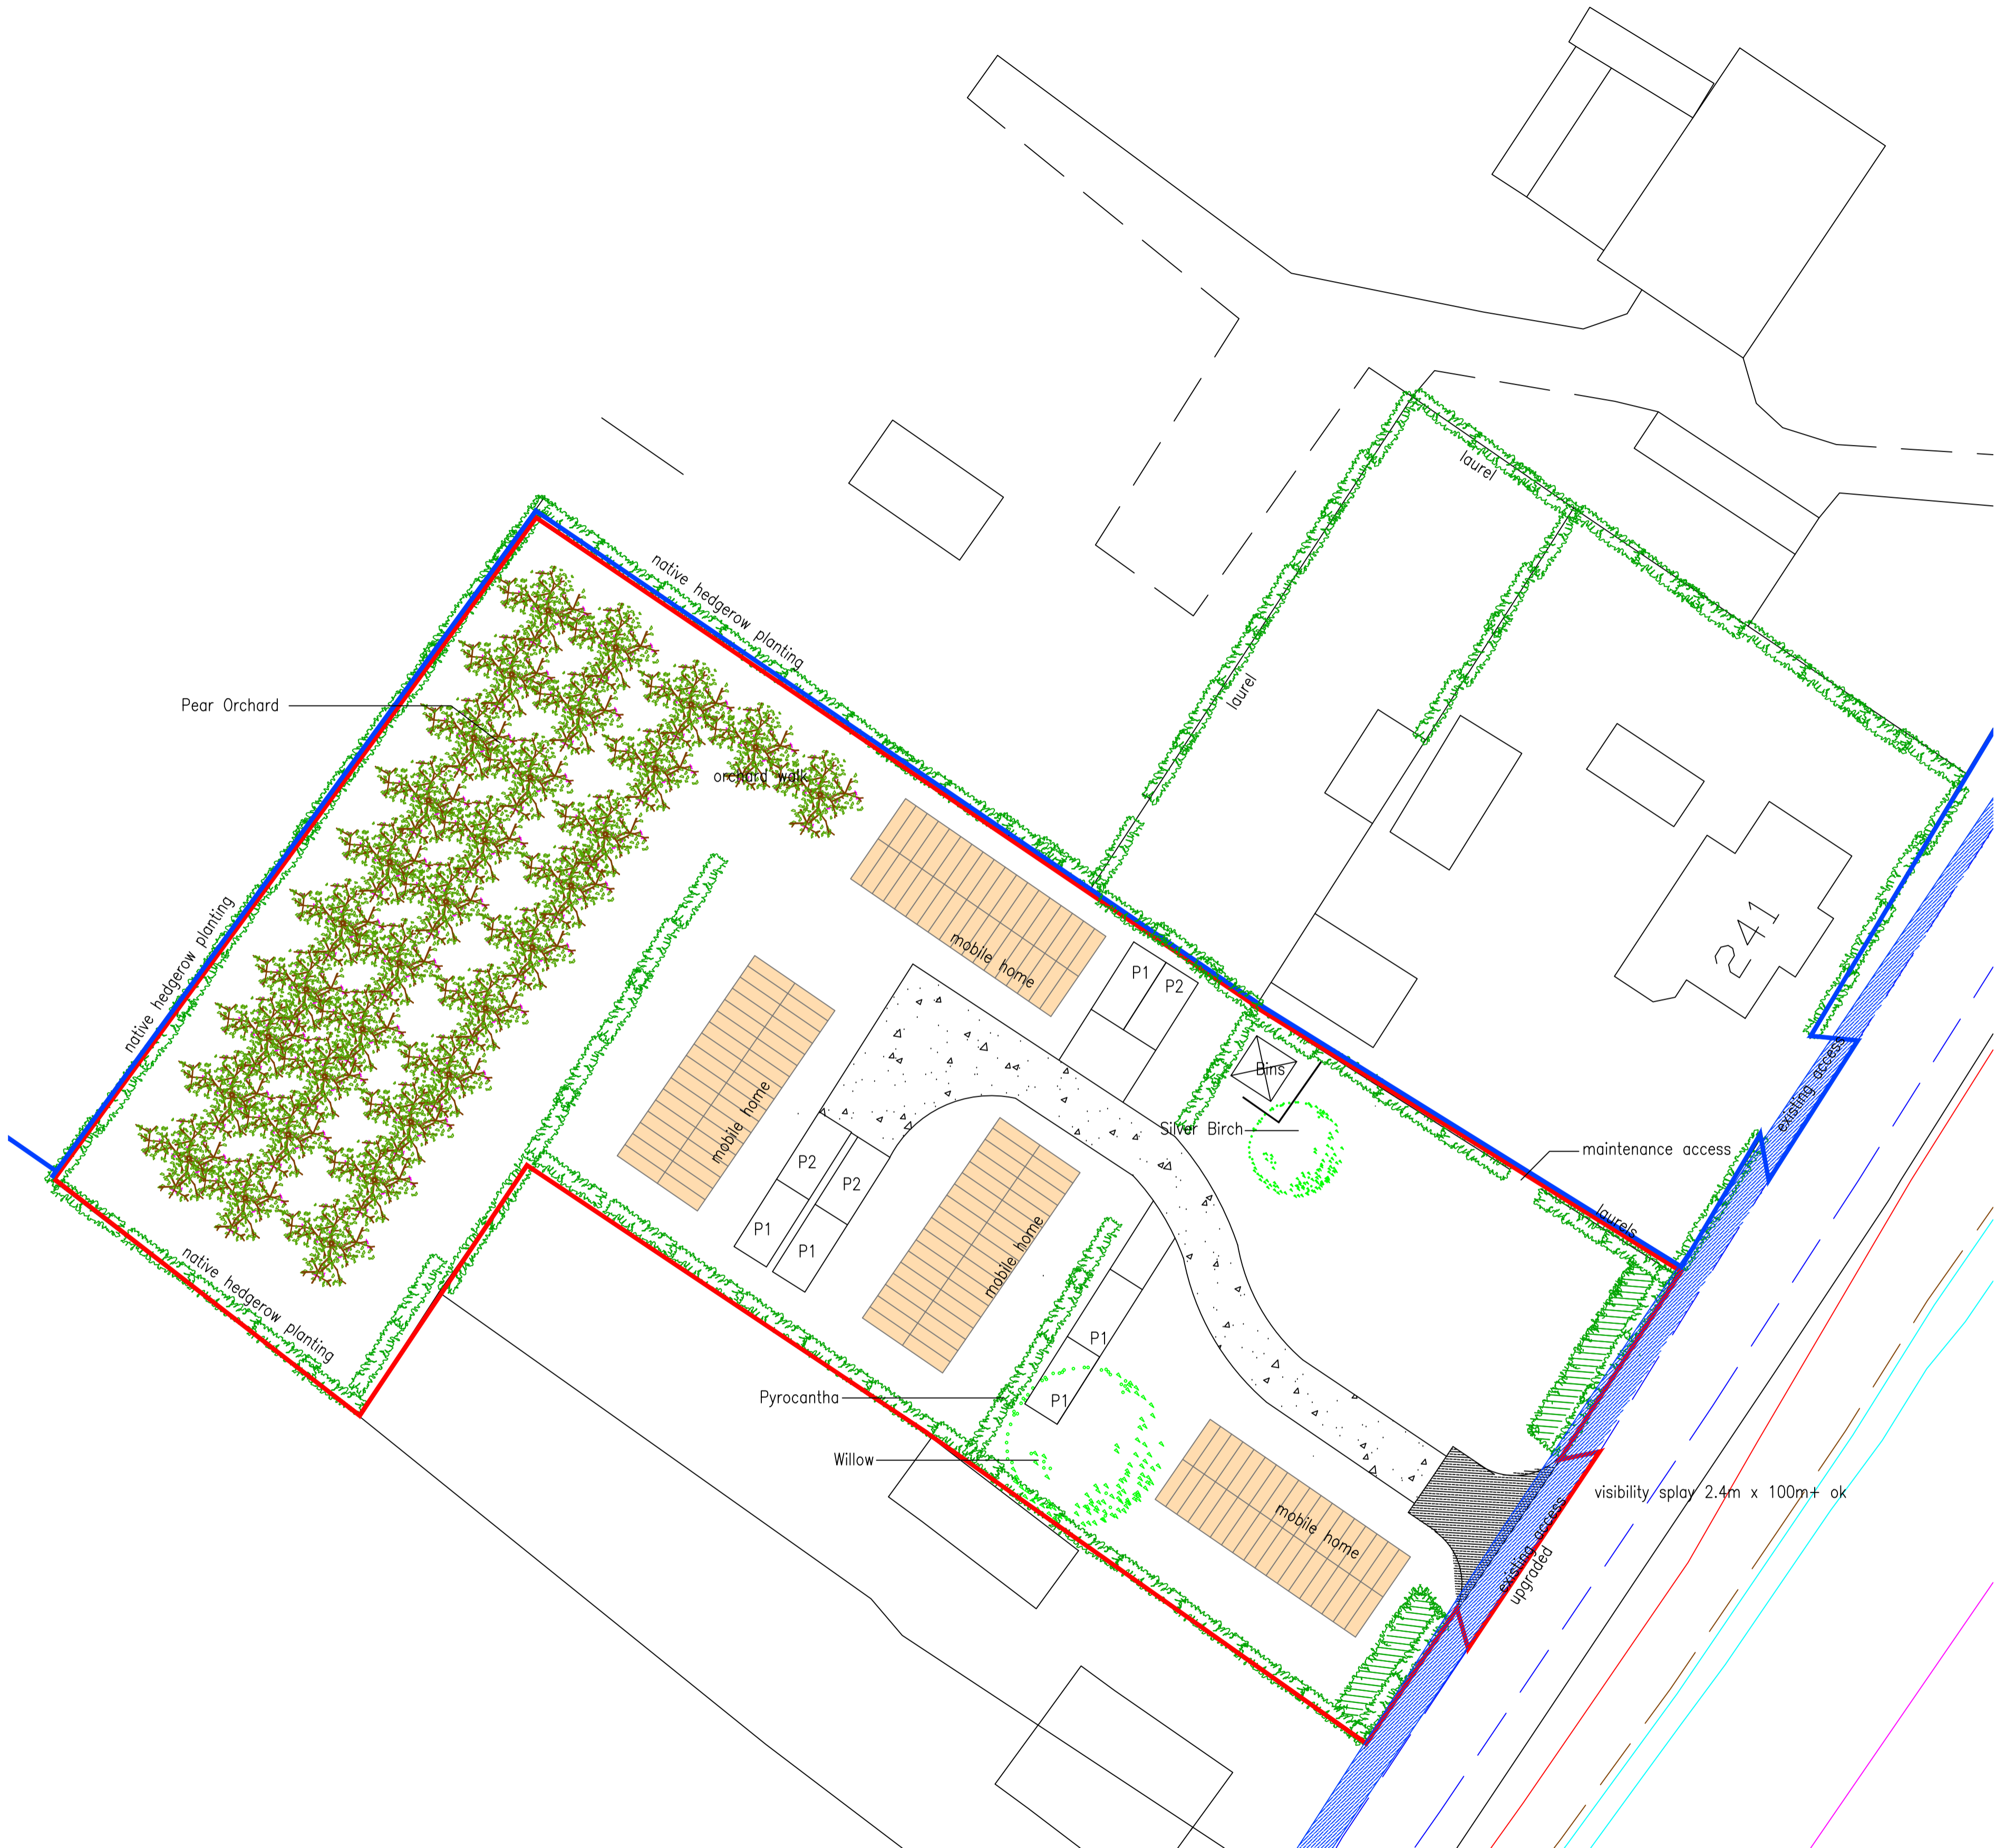 laurel
native hedgerow planting
laurel
Pear Orchard
orchard walk
241
native hedgerow planting
mobile home
P1
P2
existing access
Bins
mobile home
Silver Birch
maintenance access
P2
P2
laurels
P1
P1
mobile home
native hedgerow planting
P1
Pyrocantha
P1
Willow
visibility splay 2.4m x 100m+ ok
mobile home
existing access
upgraded